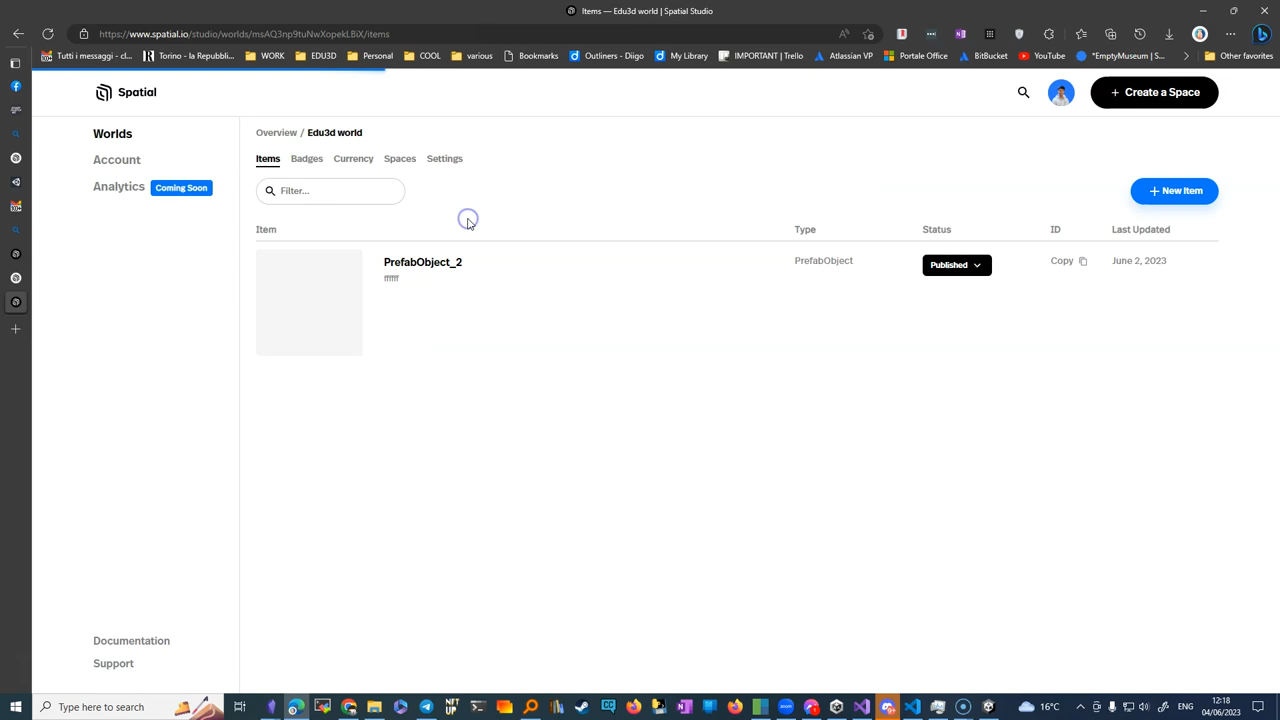 Items — Edu3d world | Spatial Studio
https://www.spatial.io/studio/worlds/msAQ3np9tuNwXopekLBiX/items
Tutti i messaggi - cl... Torino - la Repubbli... WORK EDU3D Personal COOL various Bookmarks Outliners - Diigo My Library IMPORTANT | Trello Atlassian VP Portale Office BitBucket YouTube *EmptyMuseum | S... Other favorites
Spatial
+ Create a Space
Worlds
Account
Analytics Coming Soon
Overview / Edu3d world
Items Badges Currency Spaces Settings
Filter...
+ New Item
Item Type Status ID Last Updated
PrefabObject_2 PrefabObject Published Copy June 2, 2023
ffffff
Documentation
Support
Type here to search
16°C ENG 12:18
04/06/2023